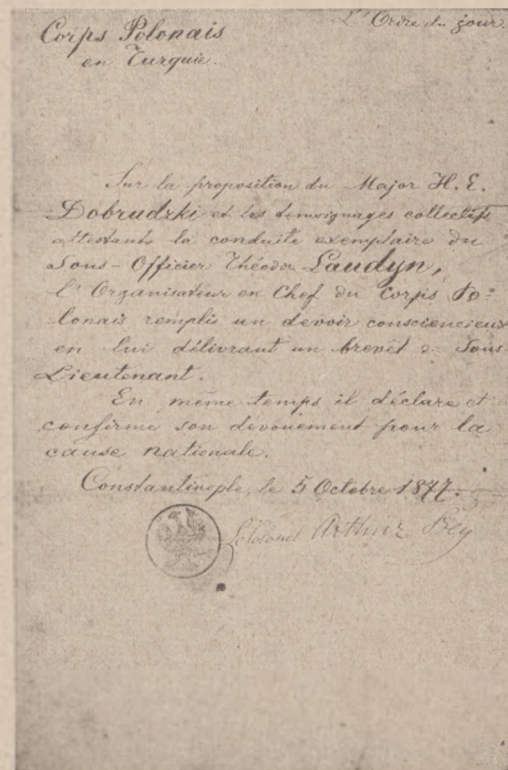 Corps Polonais
en Turquie.
L'Ordre du jour.
Sur la proposition du Major H. E.
Dobrudzki et les temoignages collectifs
attestants la conduite exemplaire du
Sous-Officier Théodor Laudyn,
l'Organisateur en Chef du Corps Po=
lonais remplis un devoir consciencieux
en lui délivrant un brevet de Sous-
Lieutenant.
En même temps il déclare et
confirme son devouement pour la
cause nationale.
Constantinople, le 5 Octobre 1877.
Colonel Arthur Bey